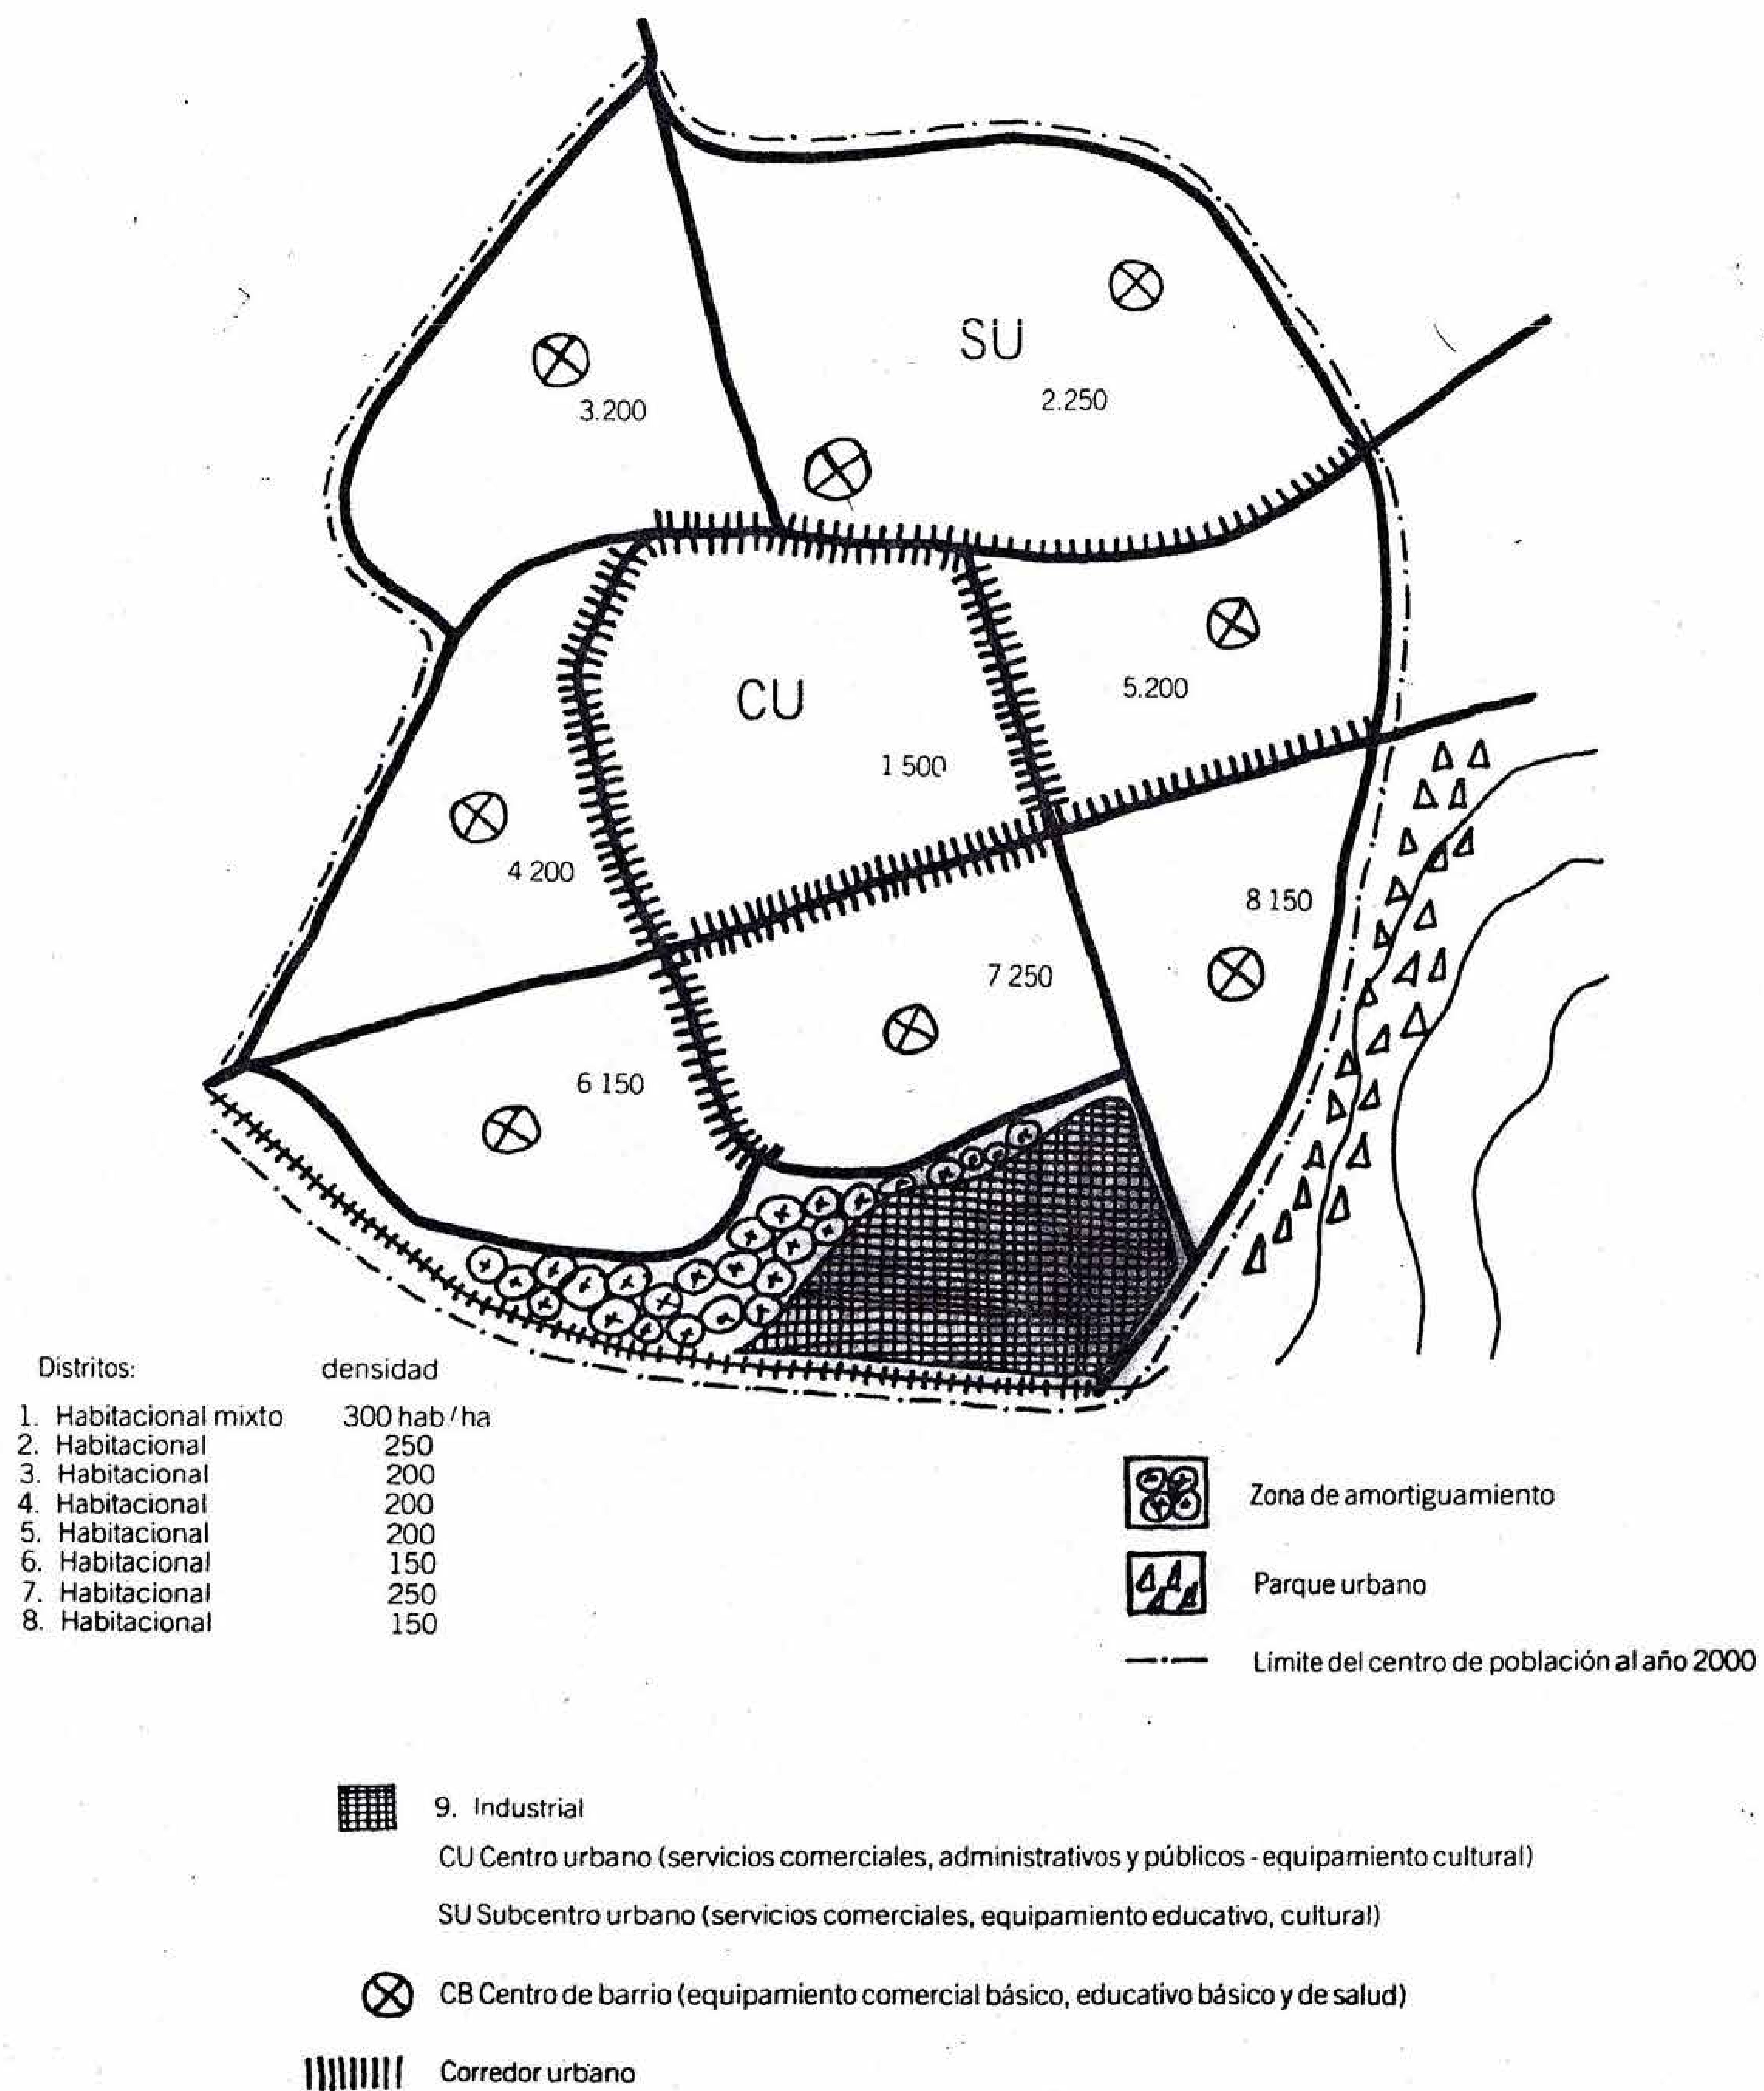 SU
3.200
2.250
5.200
CU
1 500
4 200
8 150
7 250
6 150
Distritos: densidad
1. Habitacional mixto 300 hab/ha
2. Habitacional 250
3. Habitacional 200
4. Habitacional 200
5. Habitacional 200
6. Habitacional 150
7. Habitacional 250
8. Habitacional 150
Zona de amortiguamiento
Parque urbano
Límite del centro de población al año 2000
9. Industrial
CU Centro urbano (servicios comerciales, administrativos y públicos - equipamiento cultural)
SU Subcentro urbano (servicios comerciales, equipamiento educativo, cultural)
CB Centro de barrio (equipamiento comercial básico, educativo básico y de salud)
Corredor urbano